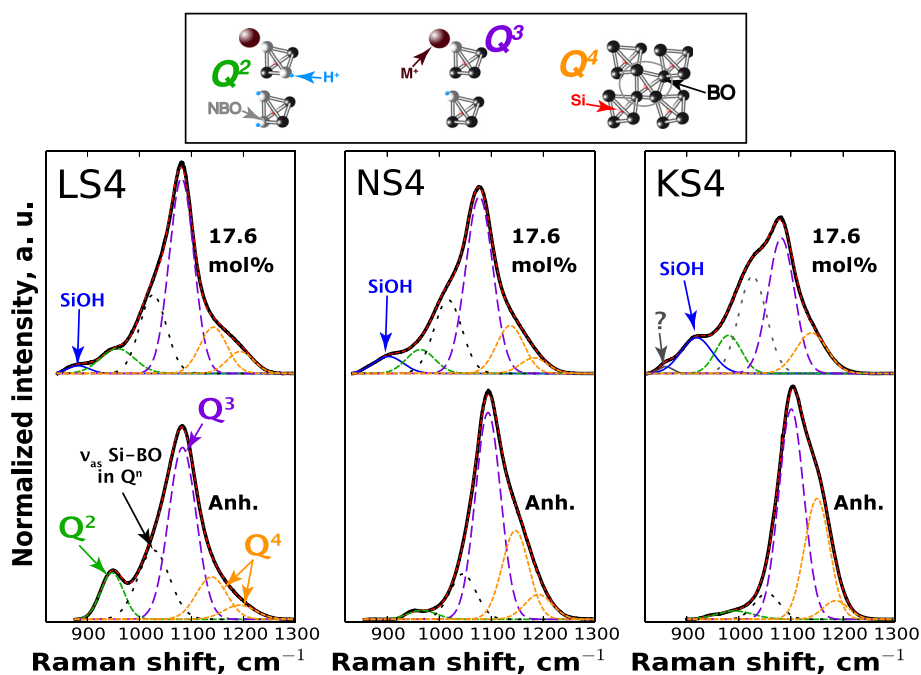 Q²
H⁺
NBO
M⁺
Q³
Q⁴
Si
BO
Normalized intensity, a. u.
LS4
17.6
mol%
SiOH
NS4
17.6
mol%
SiOH
KS4
17.6
mol%
SiOH
?
Q³
νas Si–BO
in Qⁿ
Anh.
Q²
Q⁴
Anh.
Anh.
900 1000 1100 1200 1300
900 1000 1100 1200 1300
900 1000 1100 1200 1300
Raman shift, cm⁻¹
Raman shift, cm⁻¹
Raman shift, cm⁻¹